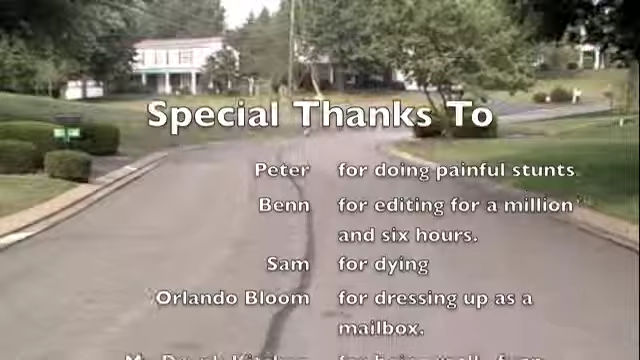 Special Thanks To
Peter for doing painful stunts
Benn for editing for a million
and six hours.
Sam for dying
Orlando Bloom for dressing up as a
mailbox.